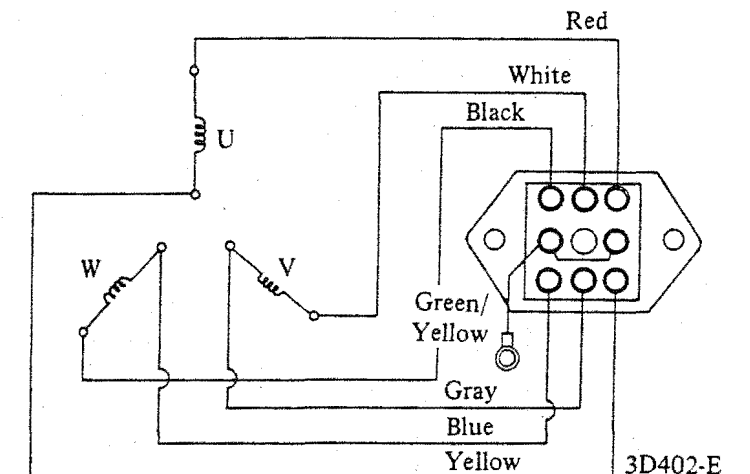 Red
White
Black
U
W
V
Green/
Yellow
Gray
Blue
Yellow
3D402-E